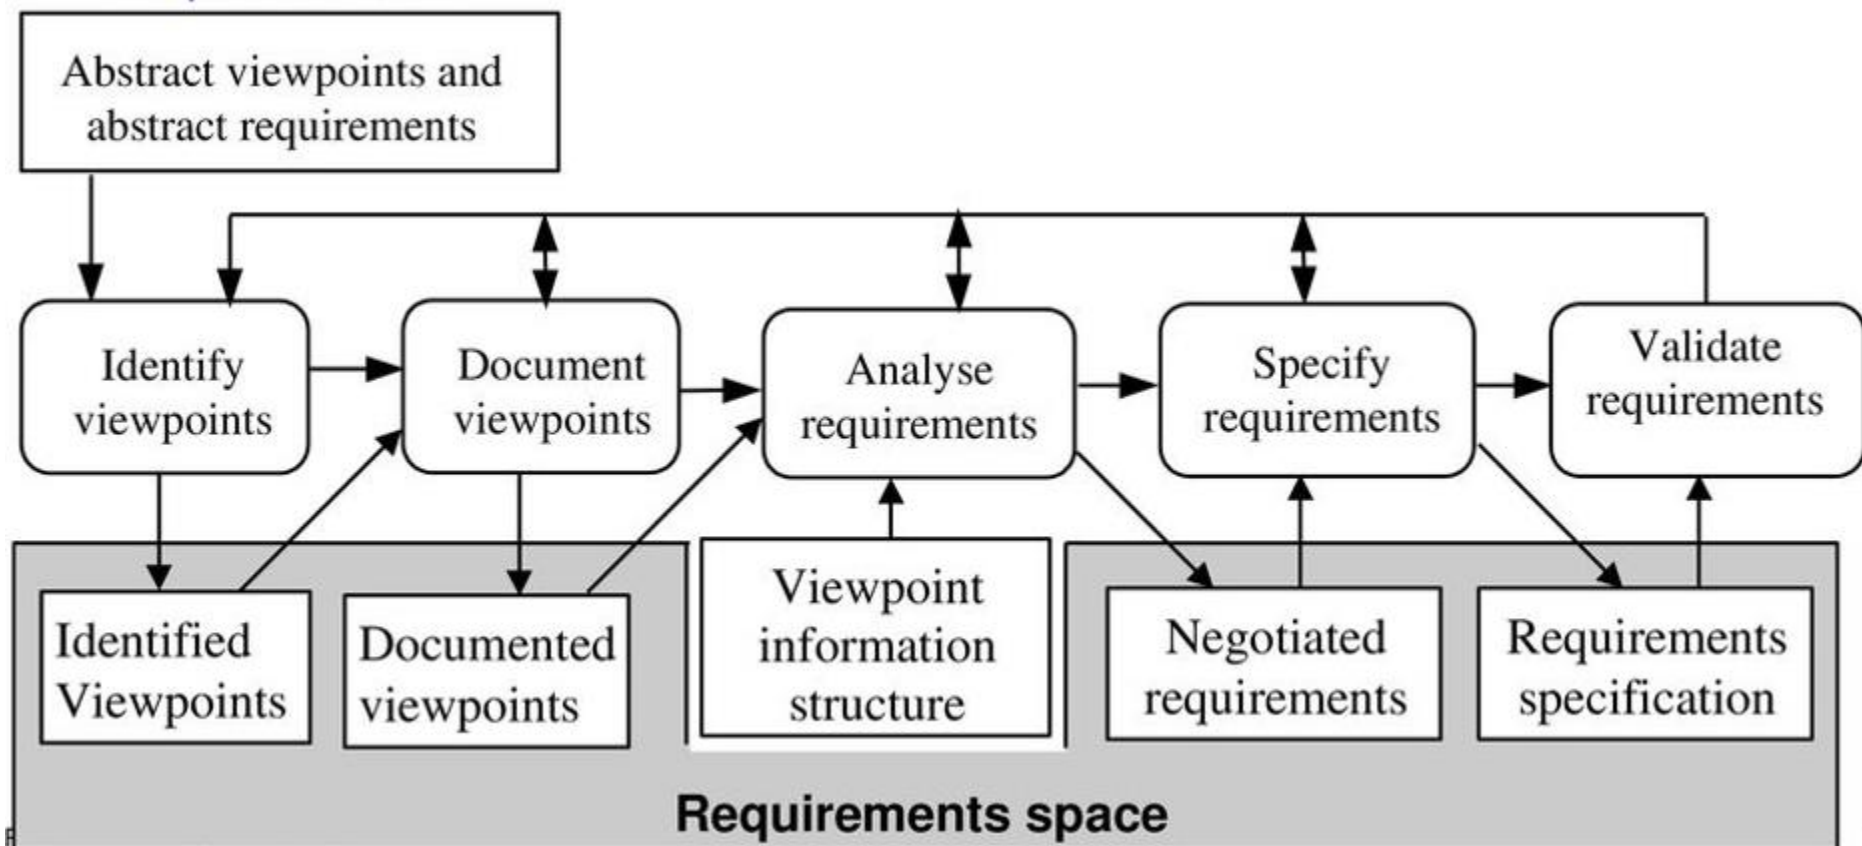 Abstract viewpoints and
abstract requirements
Identify
viewpoints
Document
viewpoints
Analyse
requirements
Specify
requirements
Validate
requirements
Identified
Viewpoints
Documented
viewpoints
Viewpoint
information
structure
Negotiated
requirements
Requirements
specification
Requirements space